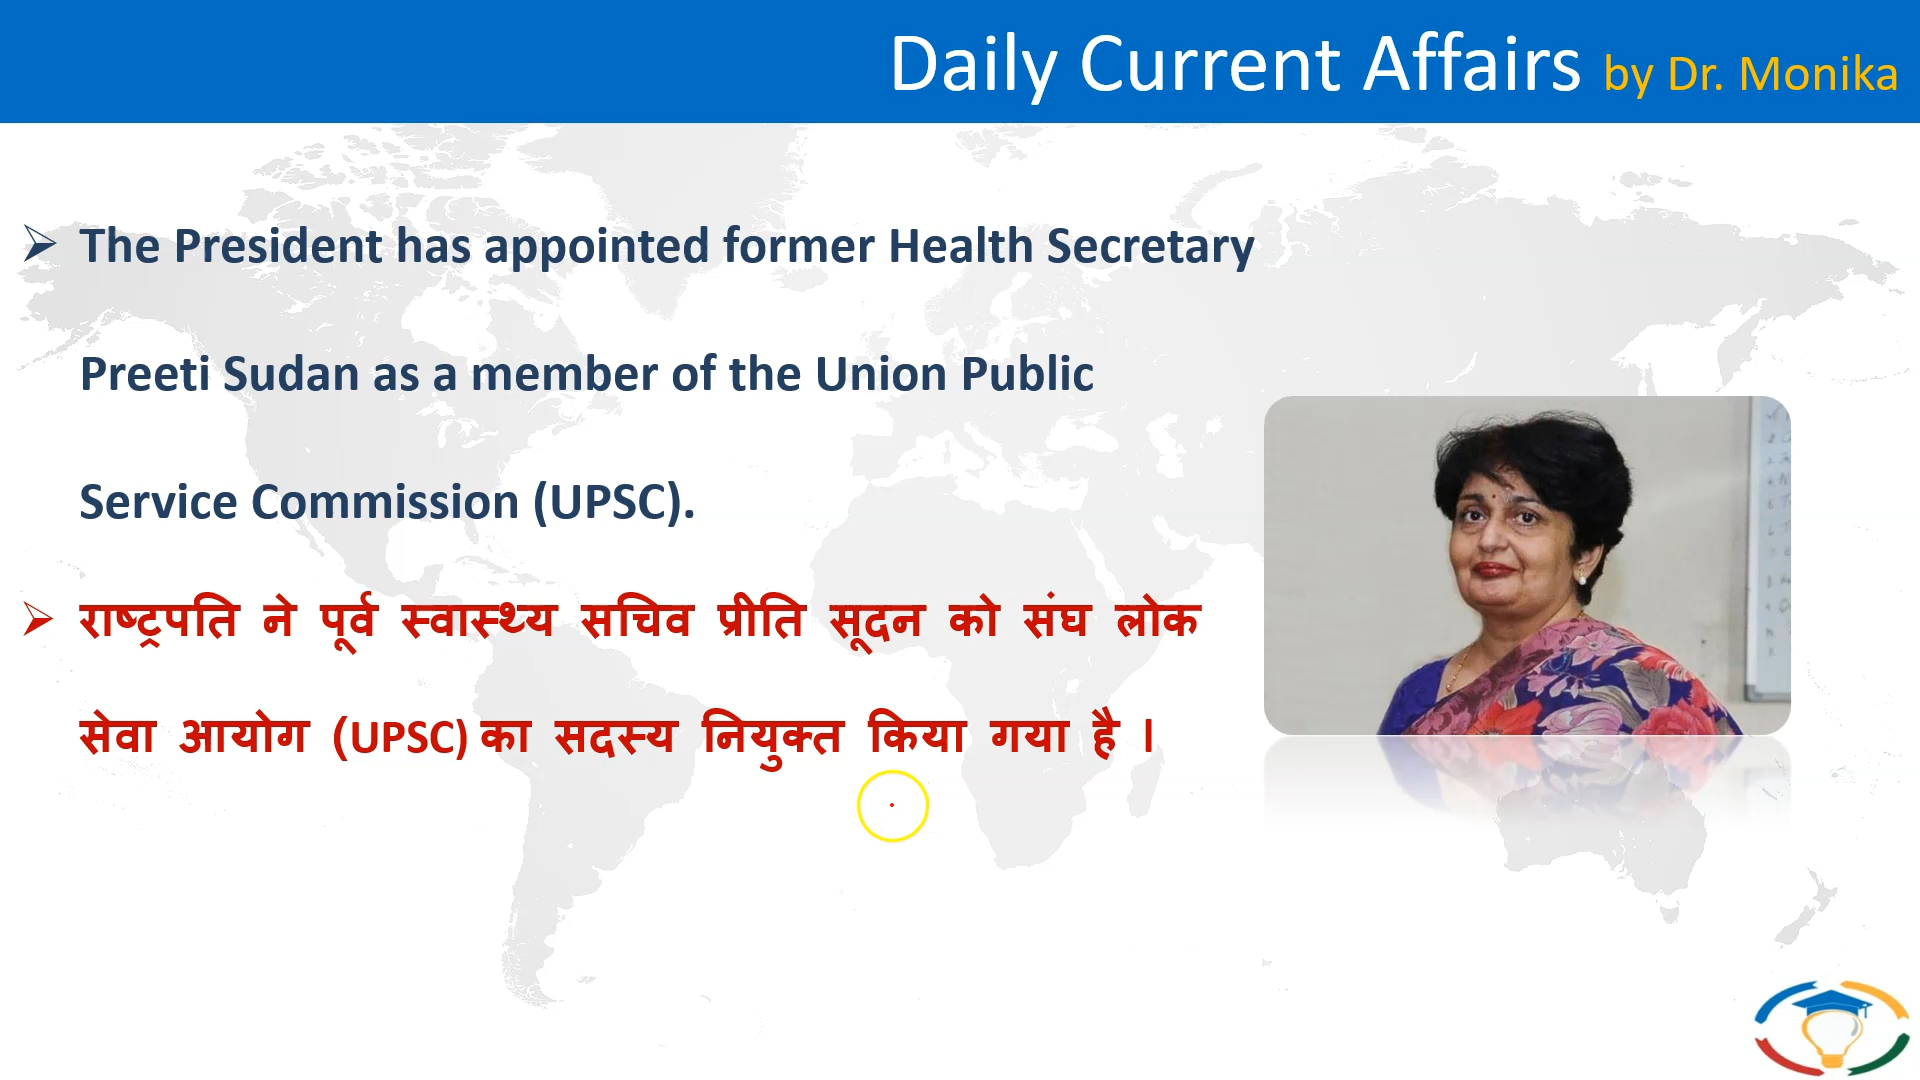 Daily Current Affairs by Dr. Monika
The President has appointed former Health Secretary
Preeti Sudan as a member of the Union Public
Service Commission (UPSC).
राष्ट्रपति ने पूर्व स्वास्थ्य सचिव प्रीति सूदन को संघ लोक
सेवा आयोग (UPSC) का सदस्य नियुक्त किया गया है ।